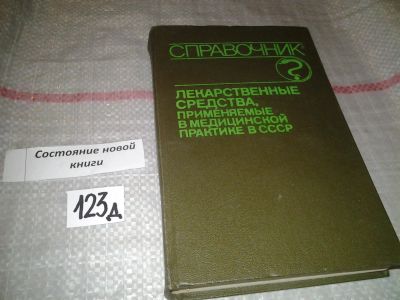 СПРАВОЧНИК
?
ЛЕКАРСТВЕННЫЕ
СРЕДСТВА,
ПРИМЕНЯЕМЫЕ
В МЕДИЦИНСКОЙ
ПРАКТИКЕ В СССР
Состояние новой
книги
123д